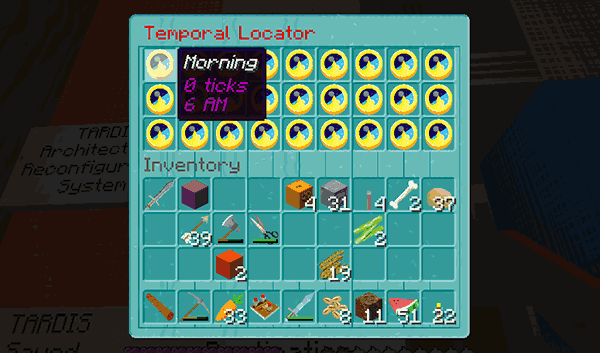 Temporal Locator
Morning
0 ticks
6 AM
TARDIS
Architec
Reconfigur
System
Inventory
4 31 4 2 37
39 2
2 19
33 8 11 51 22
TARDIS